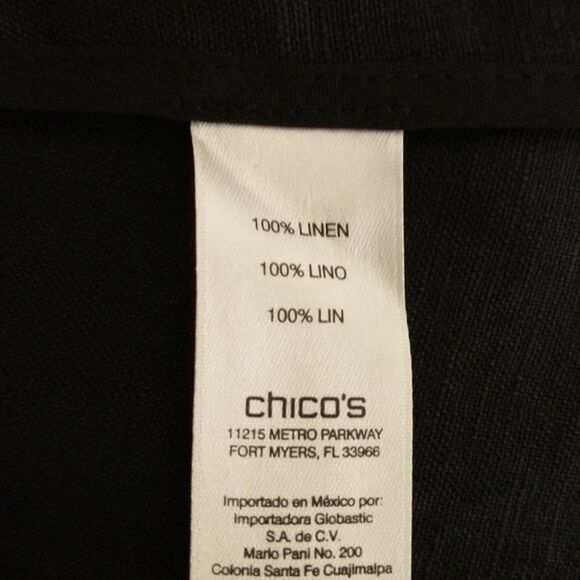 100% LINEN
100% LINO
100% LIN
chico's
11215 METRO PARKWAY
FORT MYERS, FL 33966
Importado en México por:
Importadora Globastic
S.A. de C.V.
Mario Pani No. 200
Colonia Santa Fe Cuajimalpa